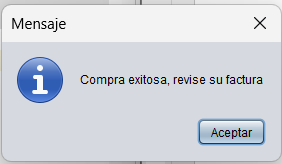 Mensaje
Compra exitosa, revise su factura
Aceptar